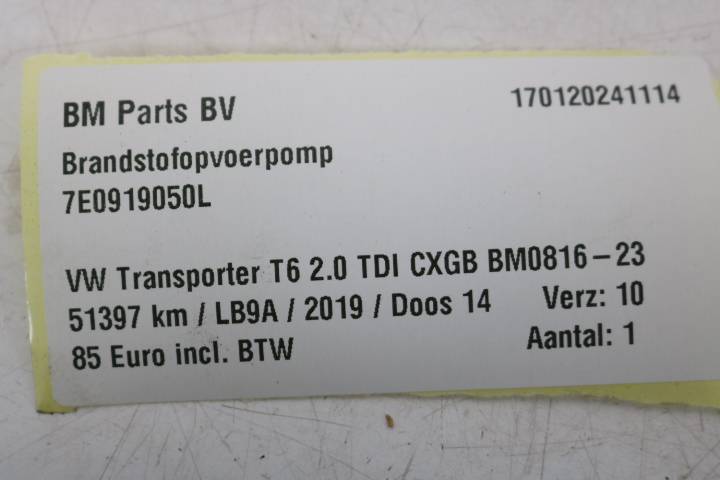 BM Parts BV 170120241114
Brandstofopvoerpomp
7E0919050L
VW Transporter T6 2.0 TDI CXGB BM0816-23
51397 km / LB9A / 2019 / Doos 14 Verz: 10
85 Euro incl. BTW Aantal: 1